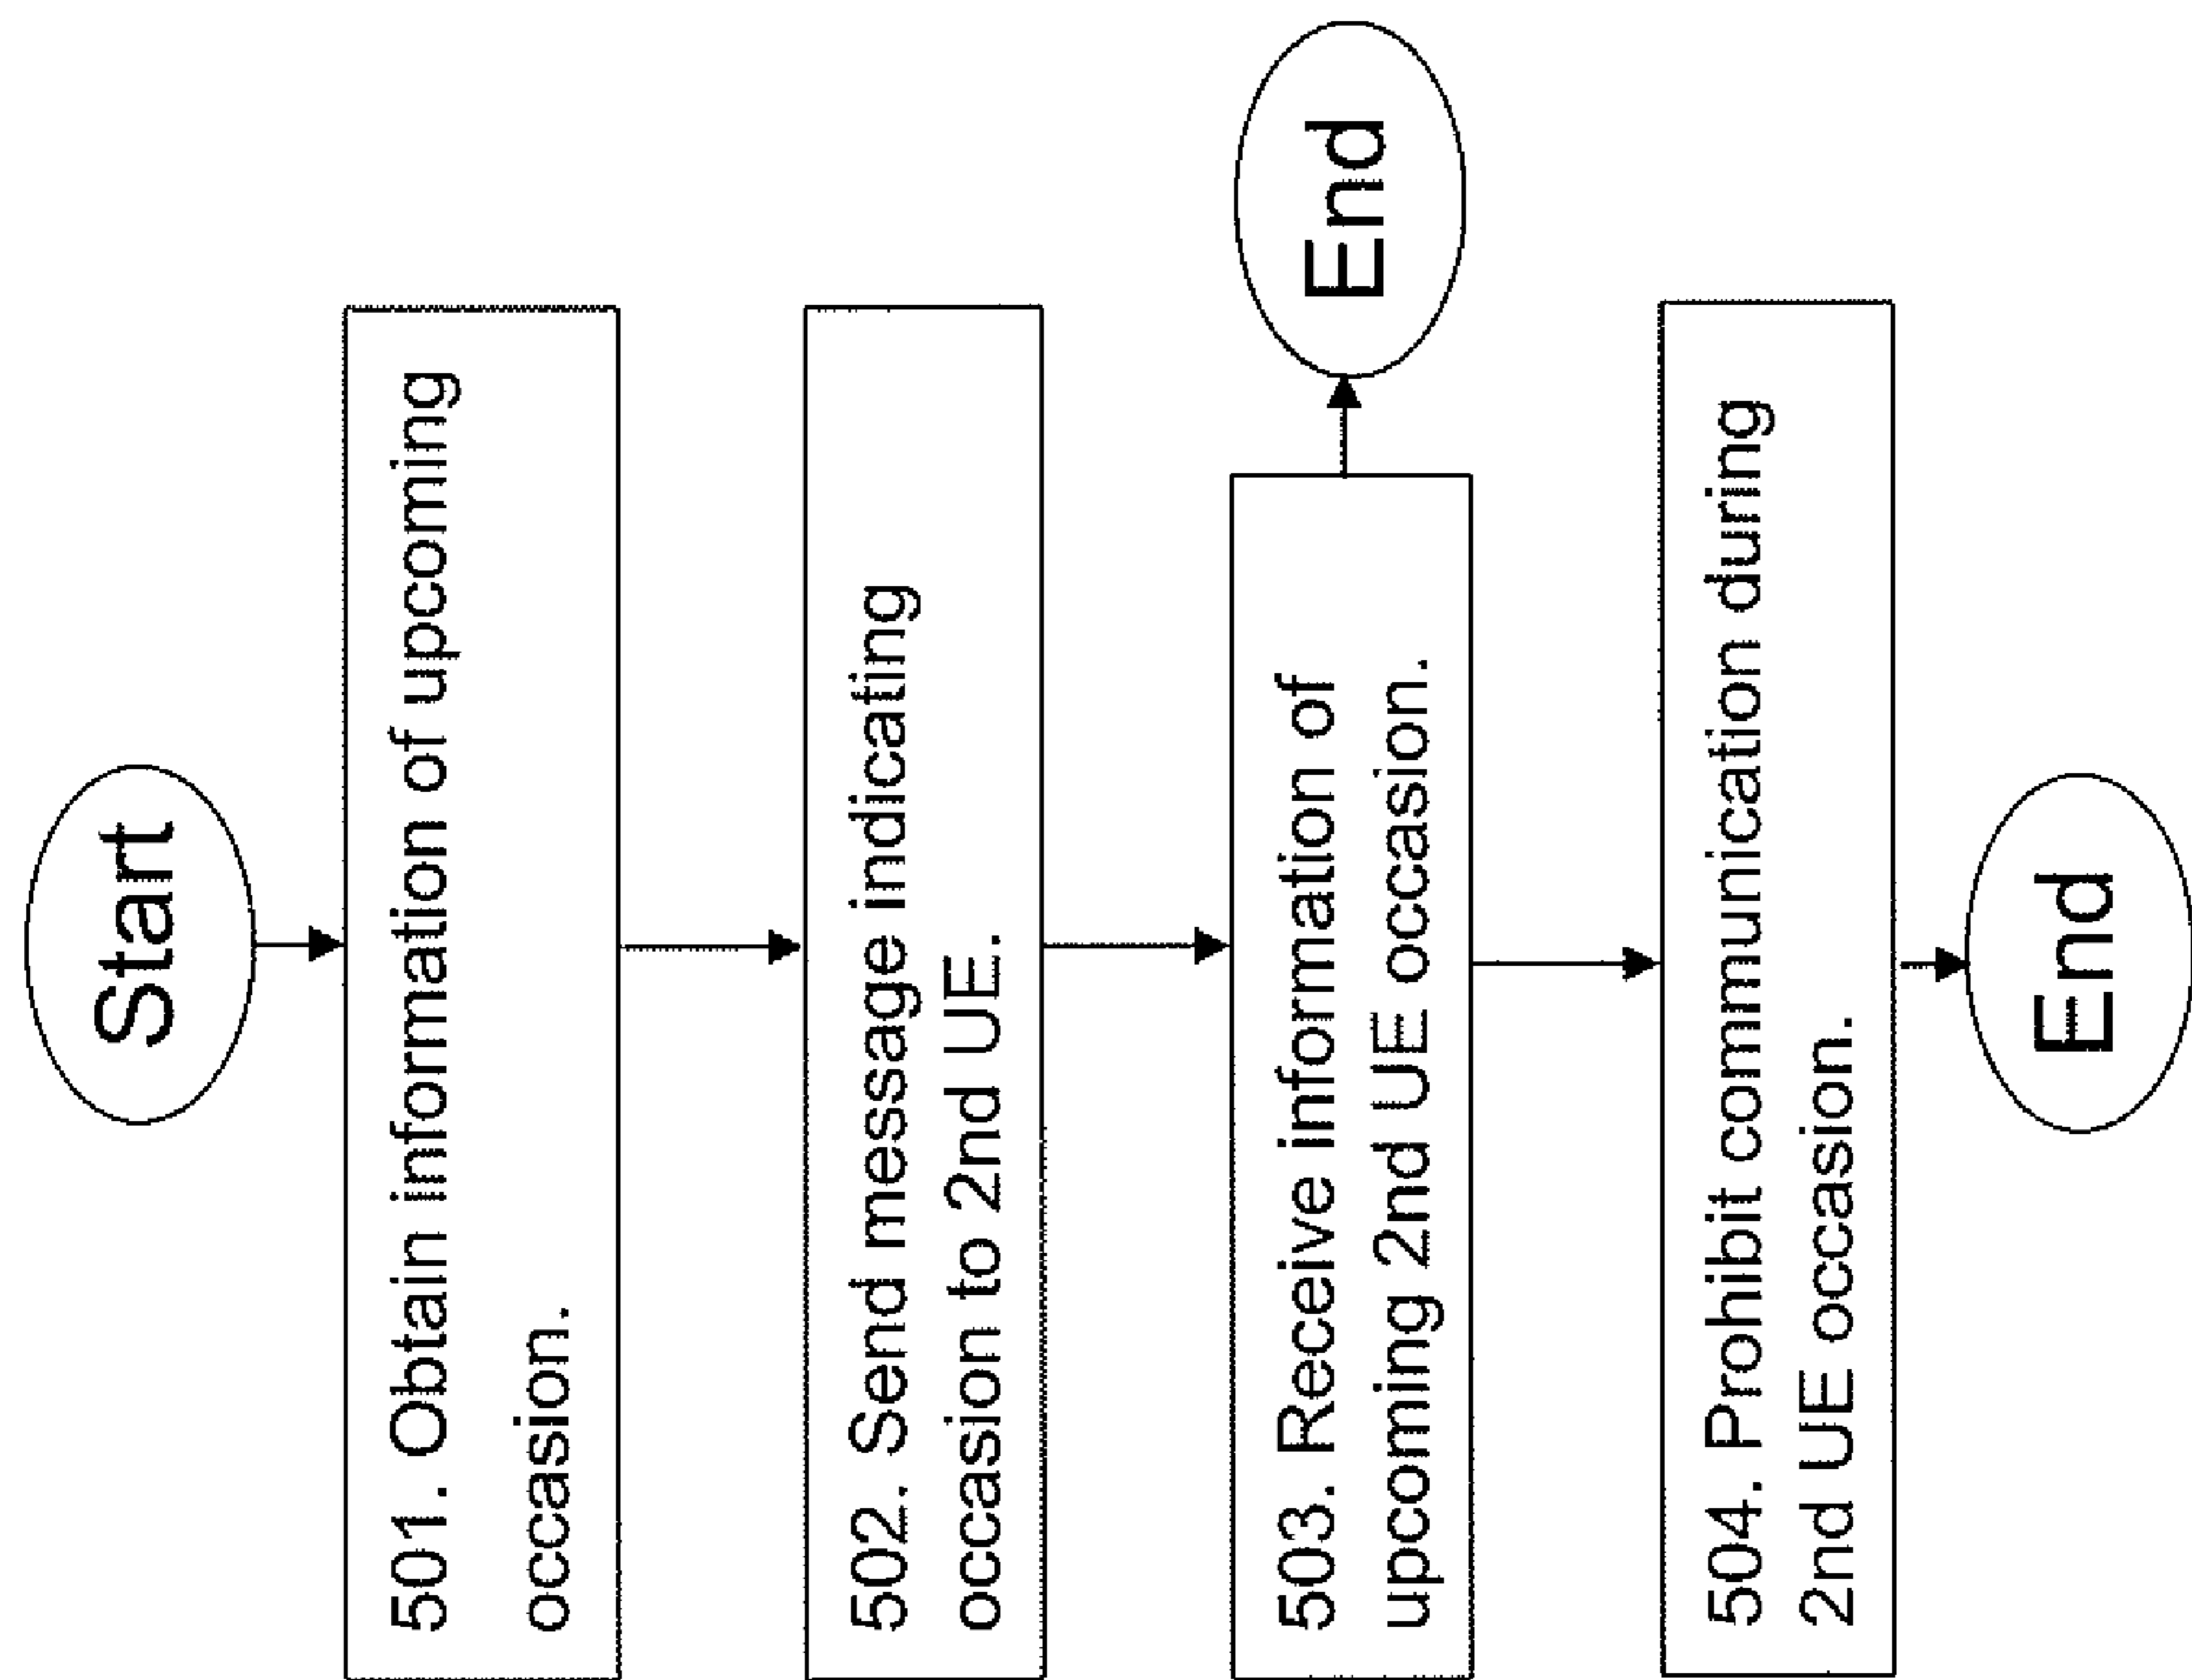 Start
501. Obtain information of upcoming
occasion.
502. Send message indicating
occasion to 2nd UE.
503. Receive information of
upcoming 2nd UE occasion.
End
504. Prohibit communication during
2nd UE occasion.
End